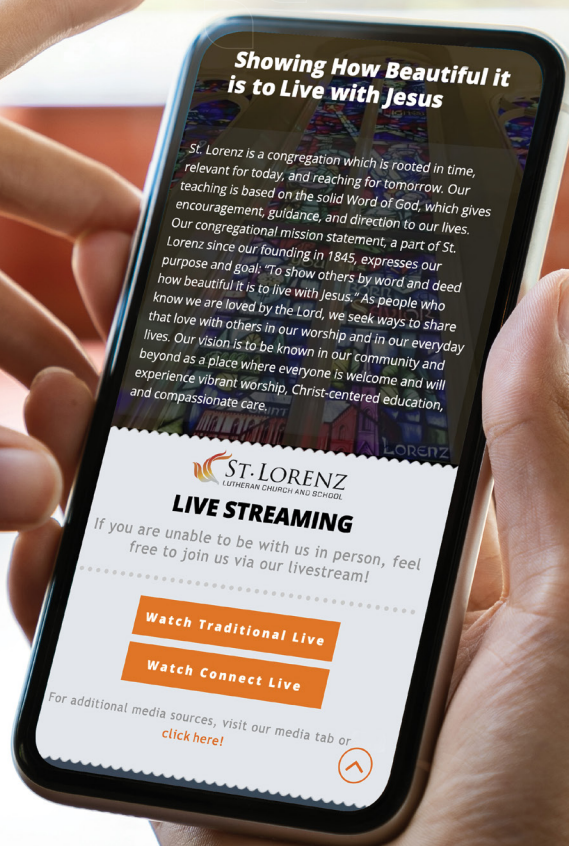 Showing How Beautiful it
is to Live with Jesus
St. Lorenz is a congregation which is rooted in time,
relevant for today, and reaching for tomorrow. Our
teaching is based on the solid Word of God, which gives
encouragement, guidance, and direction to our lives.
Our congregational mission statement, a part of St.
Lorenz since our founding in 1845, expresses our
purpose and goal: "To show others by word and deed
how beautiful it is to live with Jesus." As people who
know we are loved by the Lord, we seek ways to share
that love with others in our worship and in our everyday
lives. Our vision is to be known in our community and
beyond as a place where everyone is welcome and will
experience vibrant worship, Christ-centered education,
and compassionate care.
LORENZ
ST. LORENZ
LUTHERAN CHURCH AND SCHOOL
LIVE STREAMING
If you are unable to be with us in person, feel
free to join us via our livestream!
Watch Traditional Live
Watch Connect Live
For additional media sources, visit our media tab or
click here!